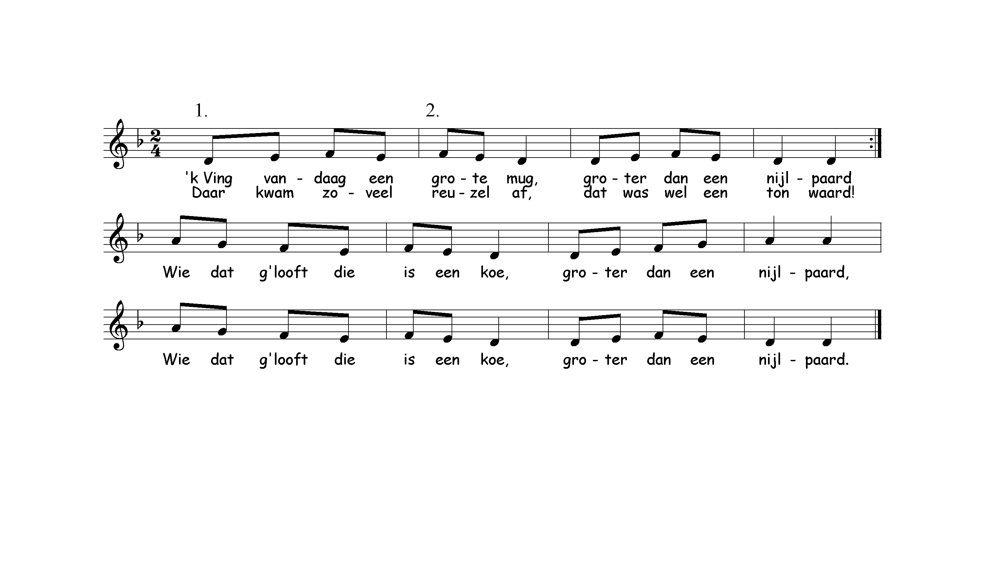 1. 2.
2
4
'k Ving van - daag een gro - te mug, gro - ter dan een nijl - paard
Daar kwam zo - veel reu - zel af, dat was wel een ton waard!
Wie dat g'looft die is een koe, gro - ter dan een nijl - paard,
Wie dat g'looft die is een koe, gro - ter dan een nijl - paard.